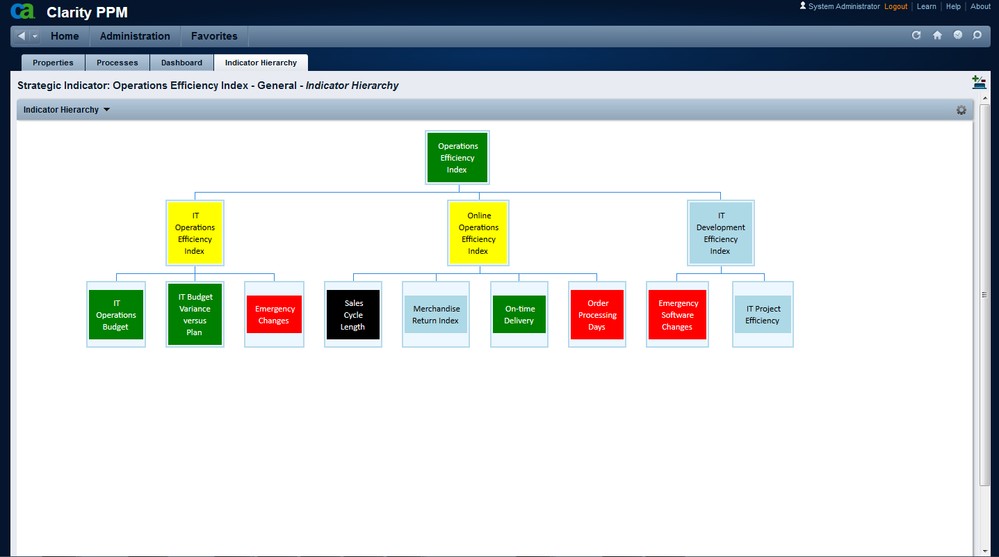 ca Clarity PPM
System Administrator Logout Learn Help About
Home Administration Favorites
Properties Processes Dashboard Indicator Hierarchy
Strategic Indicator: Operations Efficiency Index - General - Indicator Hierarchy
Indicator Hierarchy
Operations
Efficiency
Index
IT
Operations
Efficiency
Index
Online
Operations
Efficiency
Index
IT
Development
Efficiency
Index
IT
Operations
Budget
IT Budget
Variance
versus
Plan
Emergency
Changes
Sales
Cycle
Length
Merchandise
Return Index
On-time
Delivery
Order
Processing
Days
Emergency
Software
Changes
IT Project
Efficiency